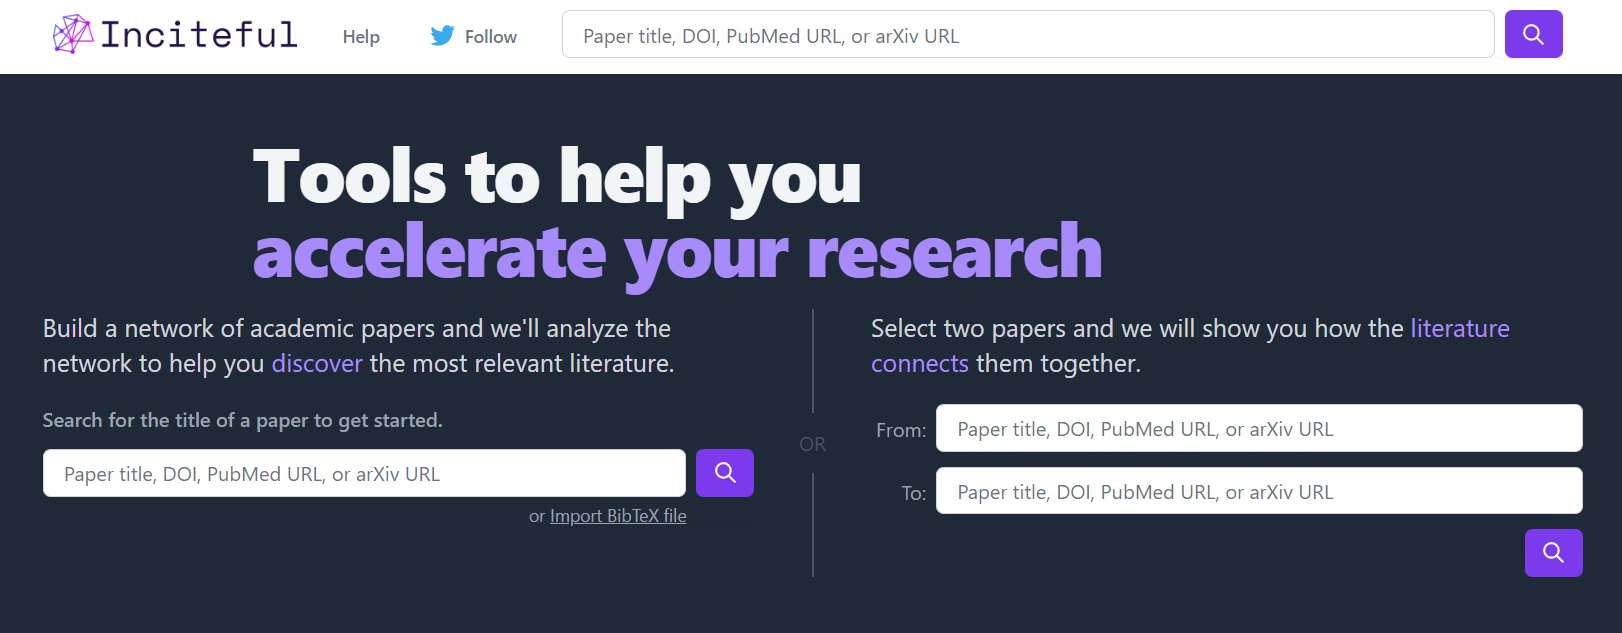 Inciteful
Help
Follow
Paper title, DOI, PubMed URL, or arXiv URL
Tools to help you
accelerate your research
Build a network of academic papers and we'll analyze the
network to help you discover the most relevant literature.
Search for the title of a paper to get started.
Paper title, DOI, PubMed URL, or arXiv URL
or Import BibTeX file
OR
Select two papers and we will show you how the literature
connects them together.
From:
Paper title, DOI, PubMed URL, or arXiv URL
To:
Paper title, DOI, PubMed URL, or arXiv URL